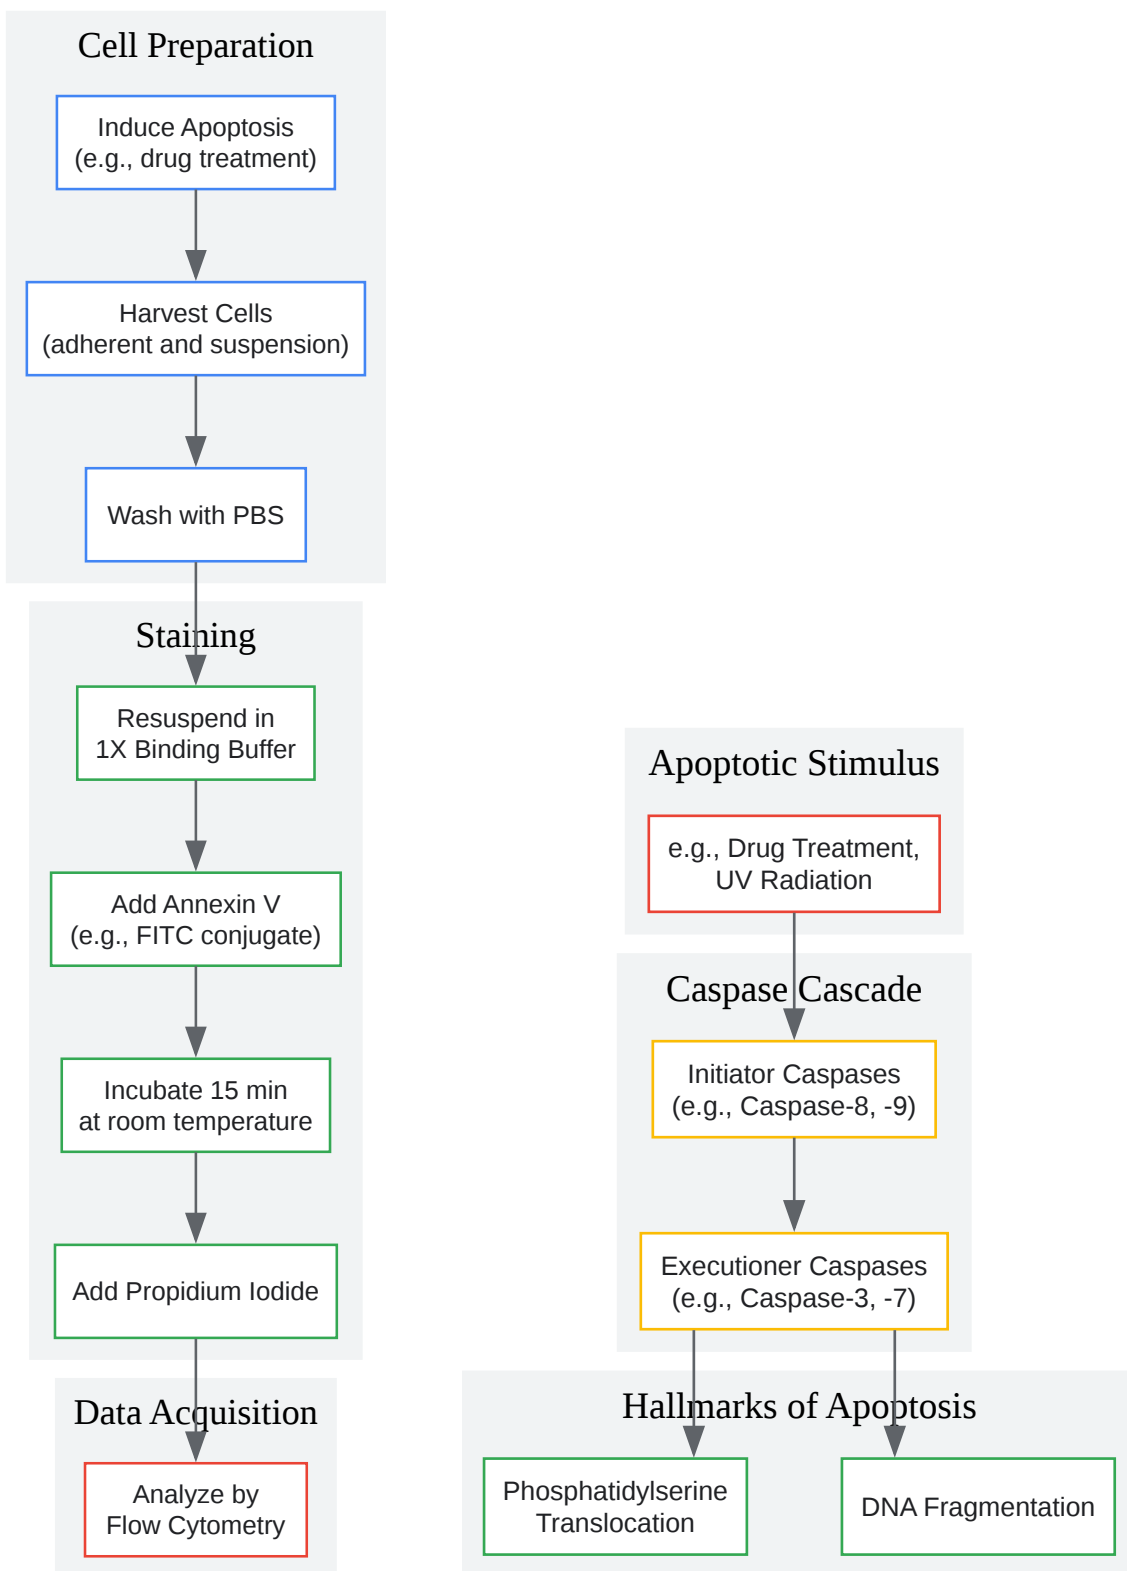 Cell Preparation
Induce Apoptosis
(e.g., drug treatment)
Harvest Cells
(adherent and suspension)
Wash with PBS
Staining
Resuspend in
1X Binding Buffer
Add Annexin V
(e.g., FITC conjugate)
Incubate 15 min
at room temperature
Add Propidium Iodide
Data Acquisition
Analyze by
Flow Cytometry
Apoptotic Stimulus
e.g., Drug Treatment,
UV Radiation
Caspase Cascade
Initiator Caspases
(e.g., Caspase-8, -9)
Executioner Caspases
(e.g., Caspase-3, -7)
Hallmarks of Apoptosis
Phosphatidylserine
Translocation
DNA Fragmentation